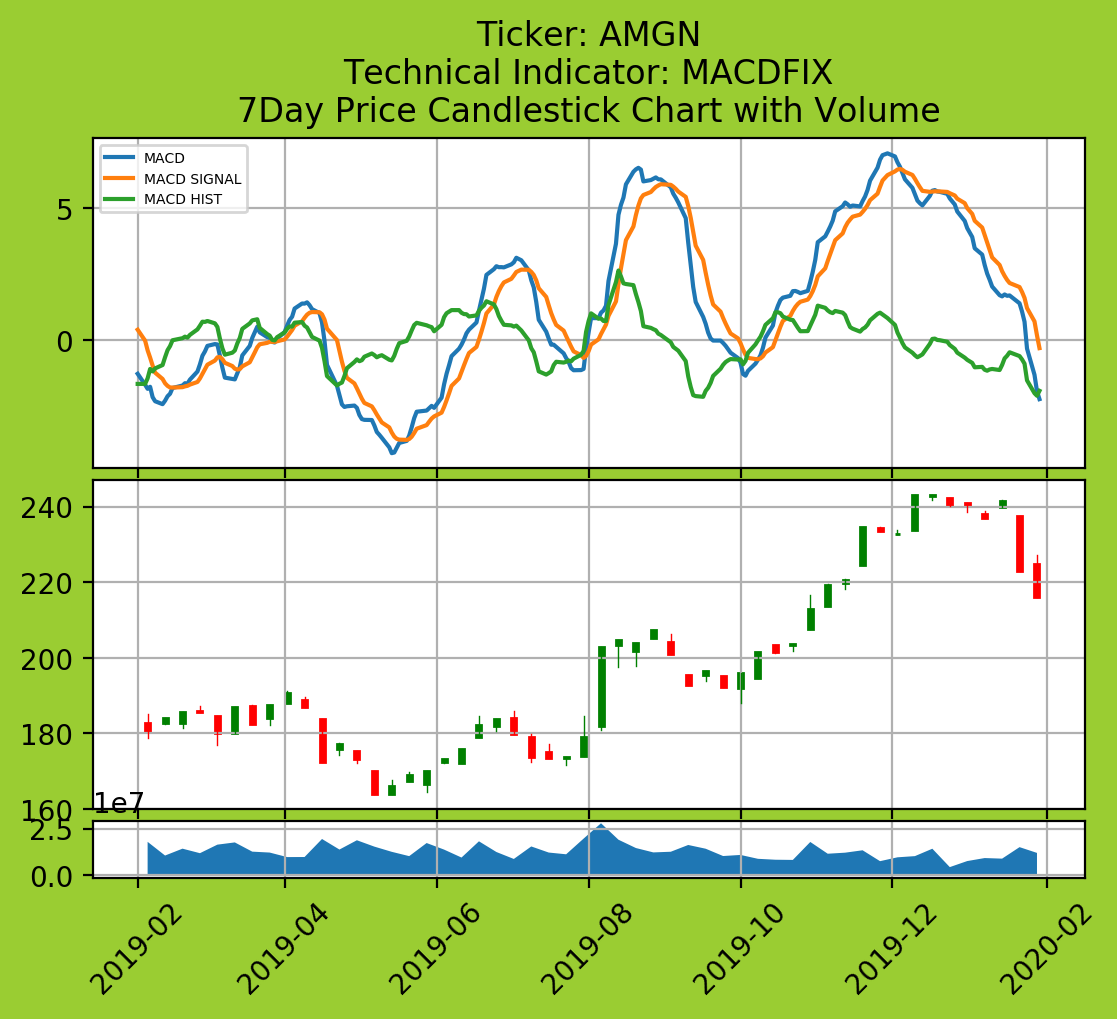 Ticker: AMGN
Technical Indicator: MACDFIX
7Day Price Candlestick Chart with Volume
MACD
MACD SIGNAL
MACD HIST
5
0
240
220
200
180
160
1e7
2.5
0.0
2019-02
2019-04
2019-06
2019-08
2019-10
2019-12
2020-02